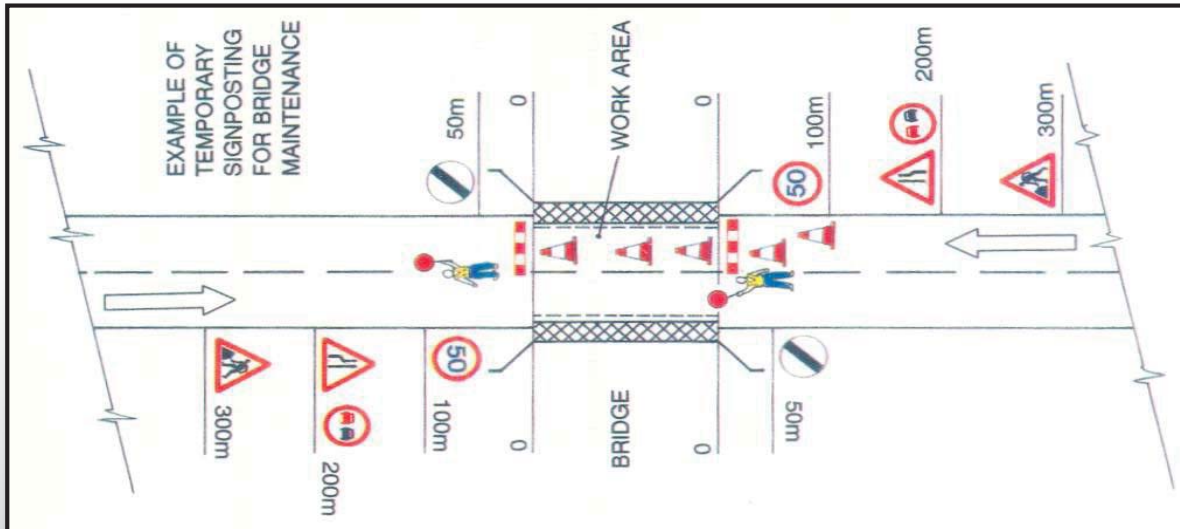 EXAMPLE OF
TEMPORARY
SIGNPOSTING
FOR BRIDGE
MAINTENANCE
50m
0
WORK AREA
0
100m
200m
300m
50
50
300m
200m
100m
0
BRIDGE
0
50m